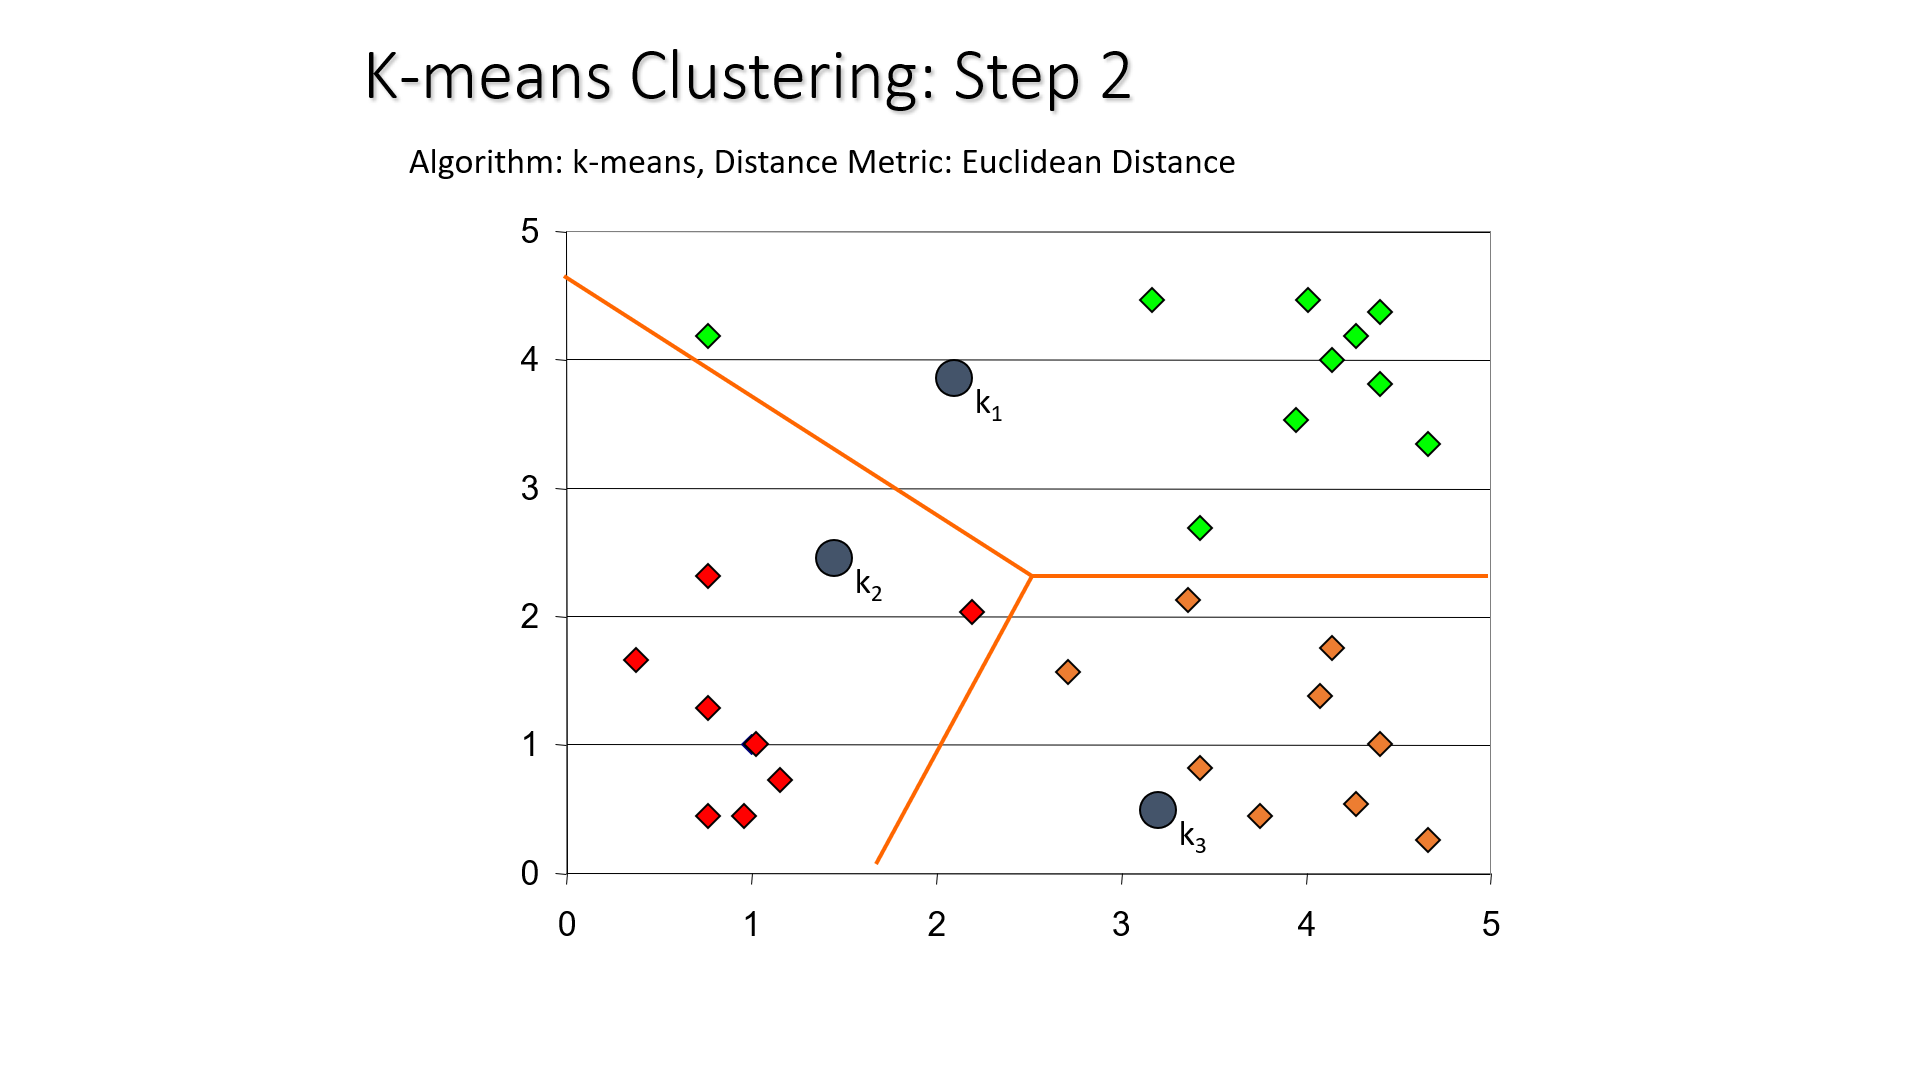 K-means Clustering: Step 2
Algorithm: k-means, Distance Metric: Euclidean Distance
5
4
k₁
3
k₂
2
1
k₃
0
0 1 2 3 4 5